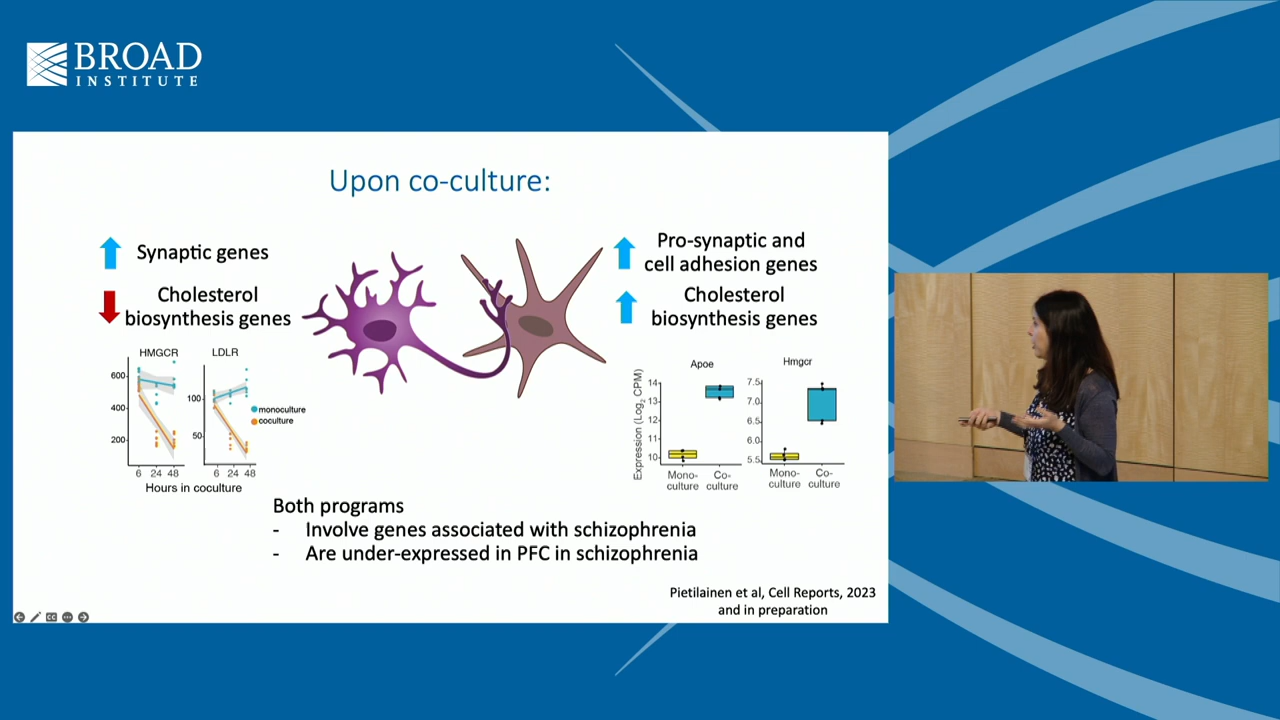 BROAD
INSTITUTE
Upon co-culture:
Synaptic genes
Cholesterol
biosynthesis genes
Pro-synaptic and
cell adhesion genes
Cholesterol
biosynthesis genes
HMGCR
LDLR
600
400
200
100
50
monoculture
coculture
6 24 48
6 24 48
Hours in coculture
Apoe
Hmgcr
Expression (Log2 CPM)
14
13
12
11
10
7.5
7.0
6.5
6.0
5.5
Mono-
culture
Co-
culture
Mono-
culture
Co-
culture
Both programs
- Involve genes associated with schizophrenia
- Are under-expressed in PFC in schizophrenia
Pietilainen et al, Cell Reports, 2023
and in preparation
CC